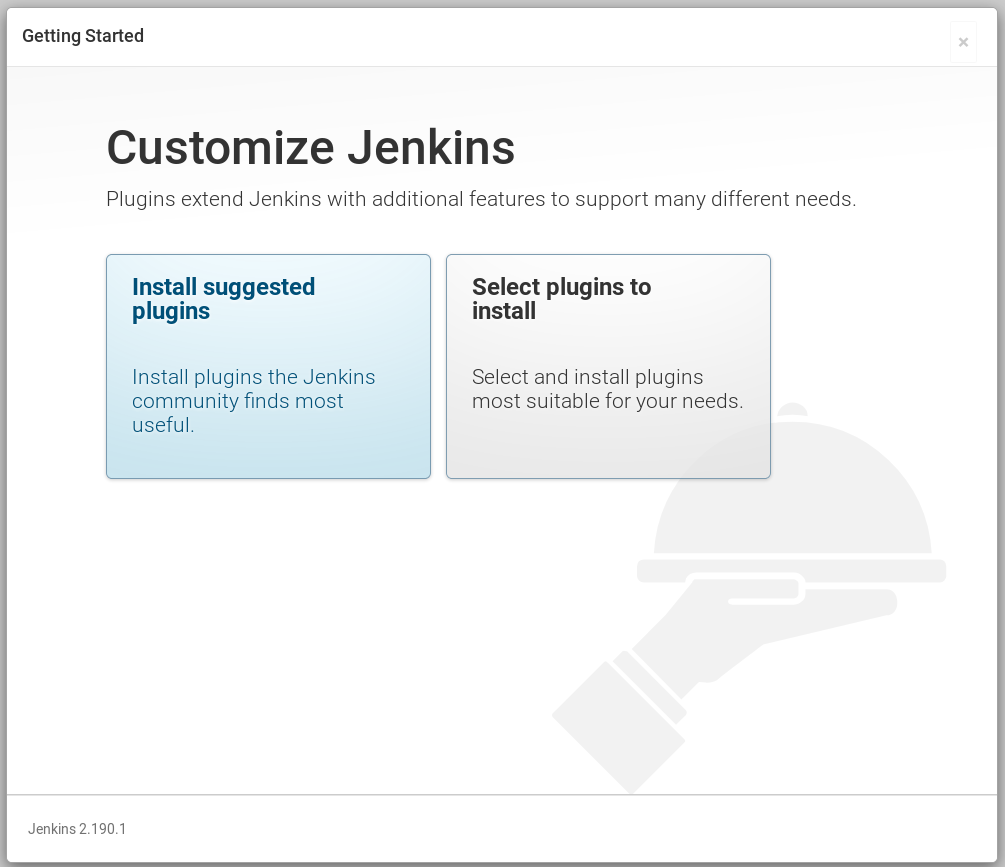 Getting Started
×
Customize Jenkins
Plugins extend Jenkins with additional features to support many different needs.
Install suggested
plugins
Install plugins the Jenkins
community finds most
useful.
Select plugins to
install
Select and install plugins
most suitable for your needs.
Jenkins 2.190.1